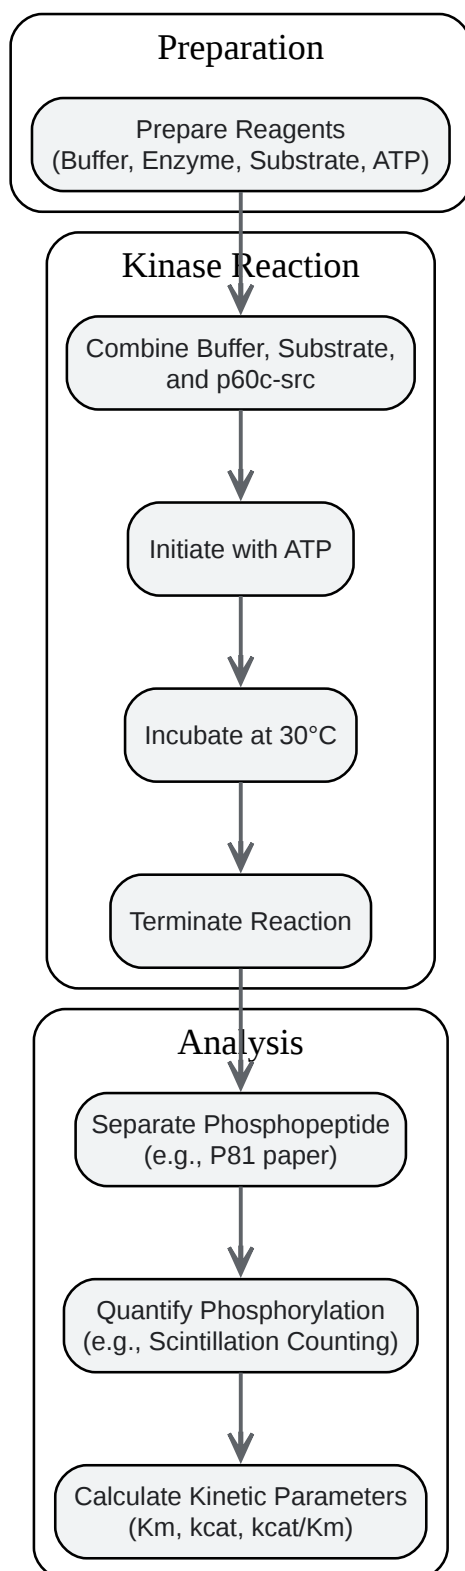 Preparation
Prepare Reagents
(Buffer, Enzyme, Substrate, ATP)
Kinase Reaction
Combine Buffer, Substrate,
and p60c-src
Initiate with ATP
Incubate at 30°C
Terminate Reaction
Analysis
Separate Phosphopeptide
(e.g., P81 paper)
Quantify Phosphorylation
(e.g., Scintillation Counting)
Calculate Kinetic Parameters
(Km, kcat, kcat/Km)